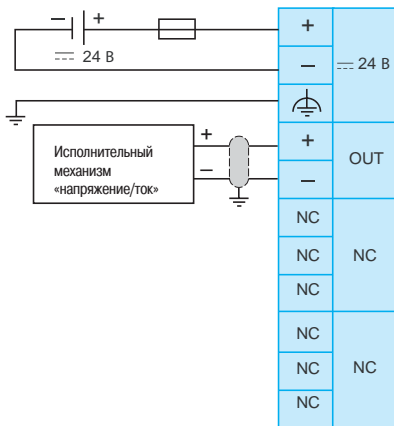 − +
⎓ 24 В
+
−
⎓ 24 В
+
−
Исполнительный
механизм
«напряжение/ток»
+
−
OUT
NC
NC
NC
NC
NC
NC
NC
NC